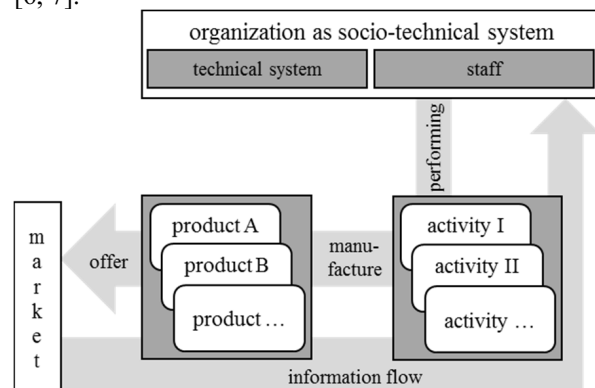 [6, 7].
organization as socio-technical system
technical system
staff
performing
market
product A
product B
product …
offer
manu-
facture
activity I
activity II
activity …
information flow